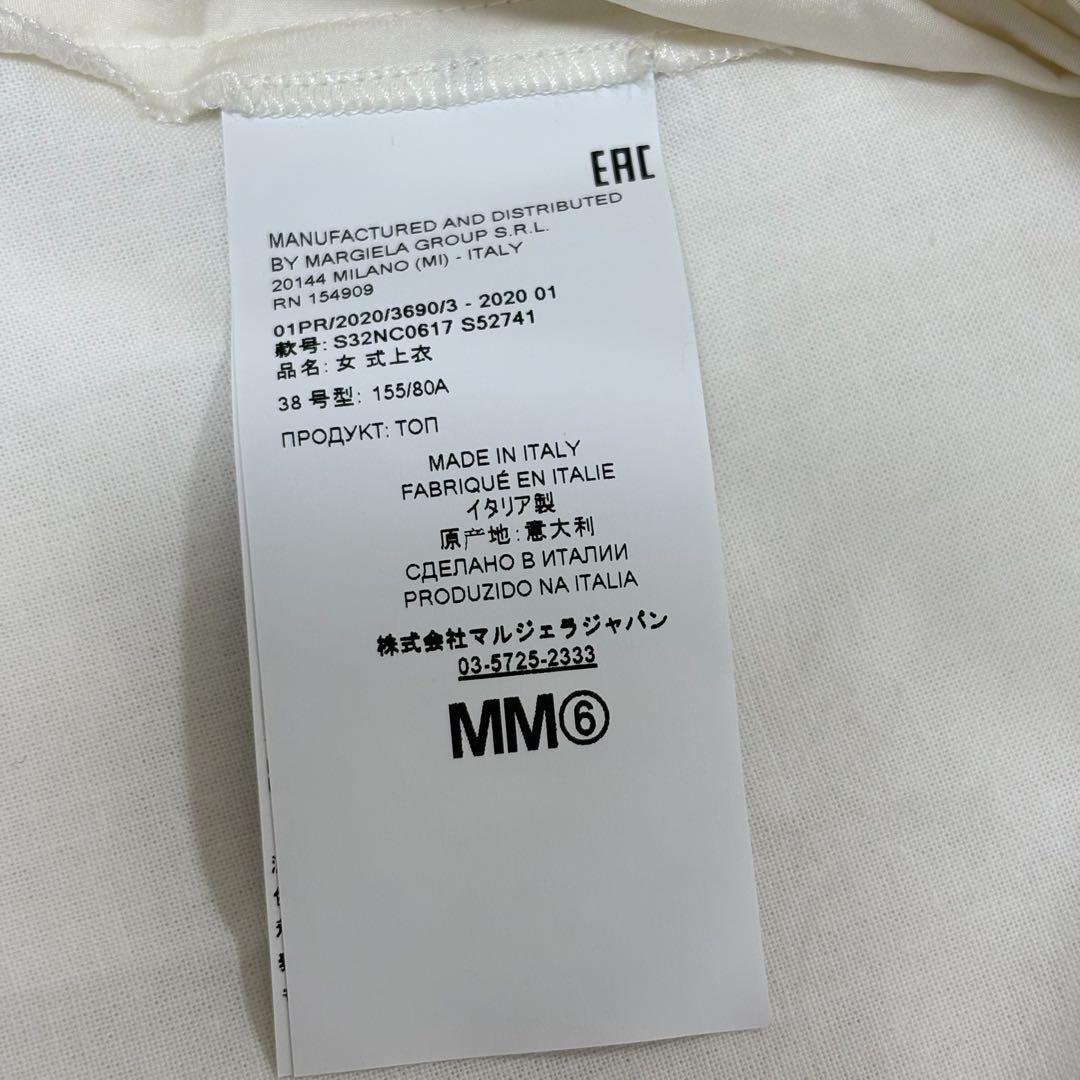 EAC
MANUFACTURED AND DISTRIBUTED
BY MARGIELA GROUP S.R.L.
20144 MILANO (MI) - ITALY
RN 154909
01PR/2020/3690/3 - 2020 01
款号: S32NC0617 S52741
品名: 女 式上衣
38 号型: 155/80A
ПРОДУКТ: ТОП
MADE IN ITALY
FABRIQUÉ EN ITALIE
イタリア製
原产地: 意大利
СДЕЛАНО В ИТАЛИИ
PRODUZIDO NA ITALIA
株式会社マルジェラジャパン
03-5725-2333
MM⑥